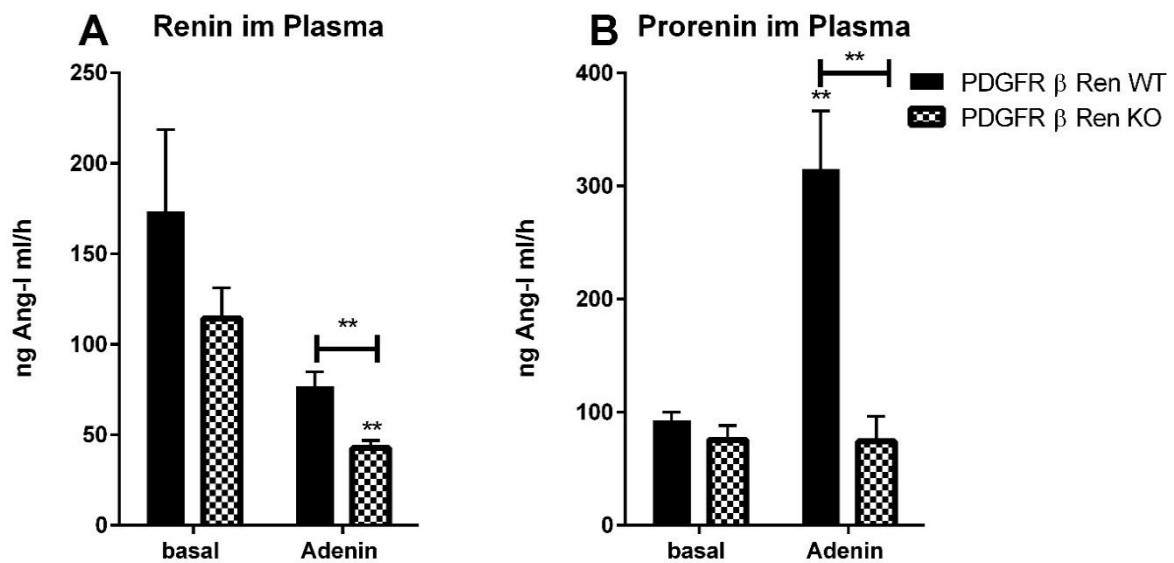 A Renin im Plasma
250
200
150
100
50
0
ng Ang-I ml/h
**
**
basal Adenin
B Prorenin im Plasma
400
300
200
100
0
ng Ang-I ml/h
**
**
basal Adenin
PDGFR β Ren WT
PDGFR β Ren KO